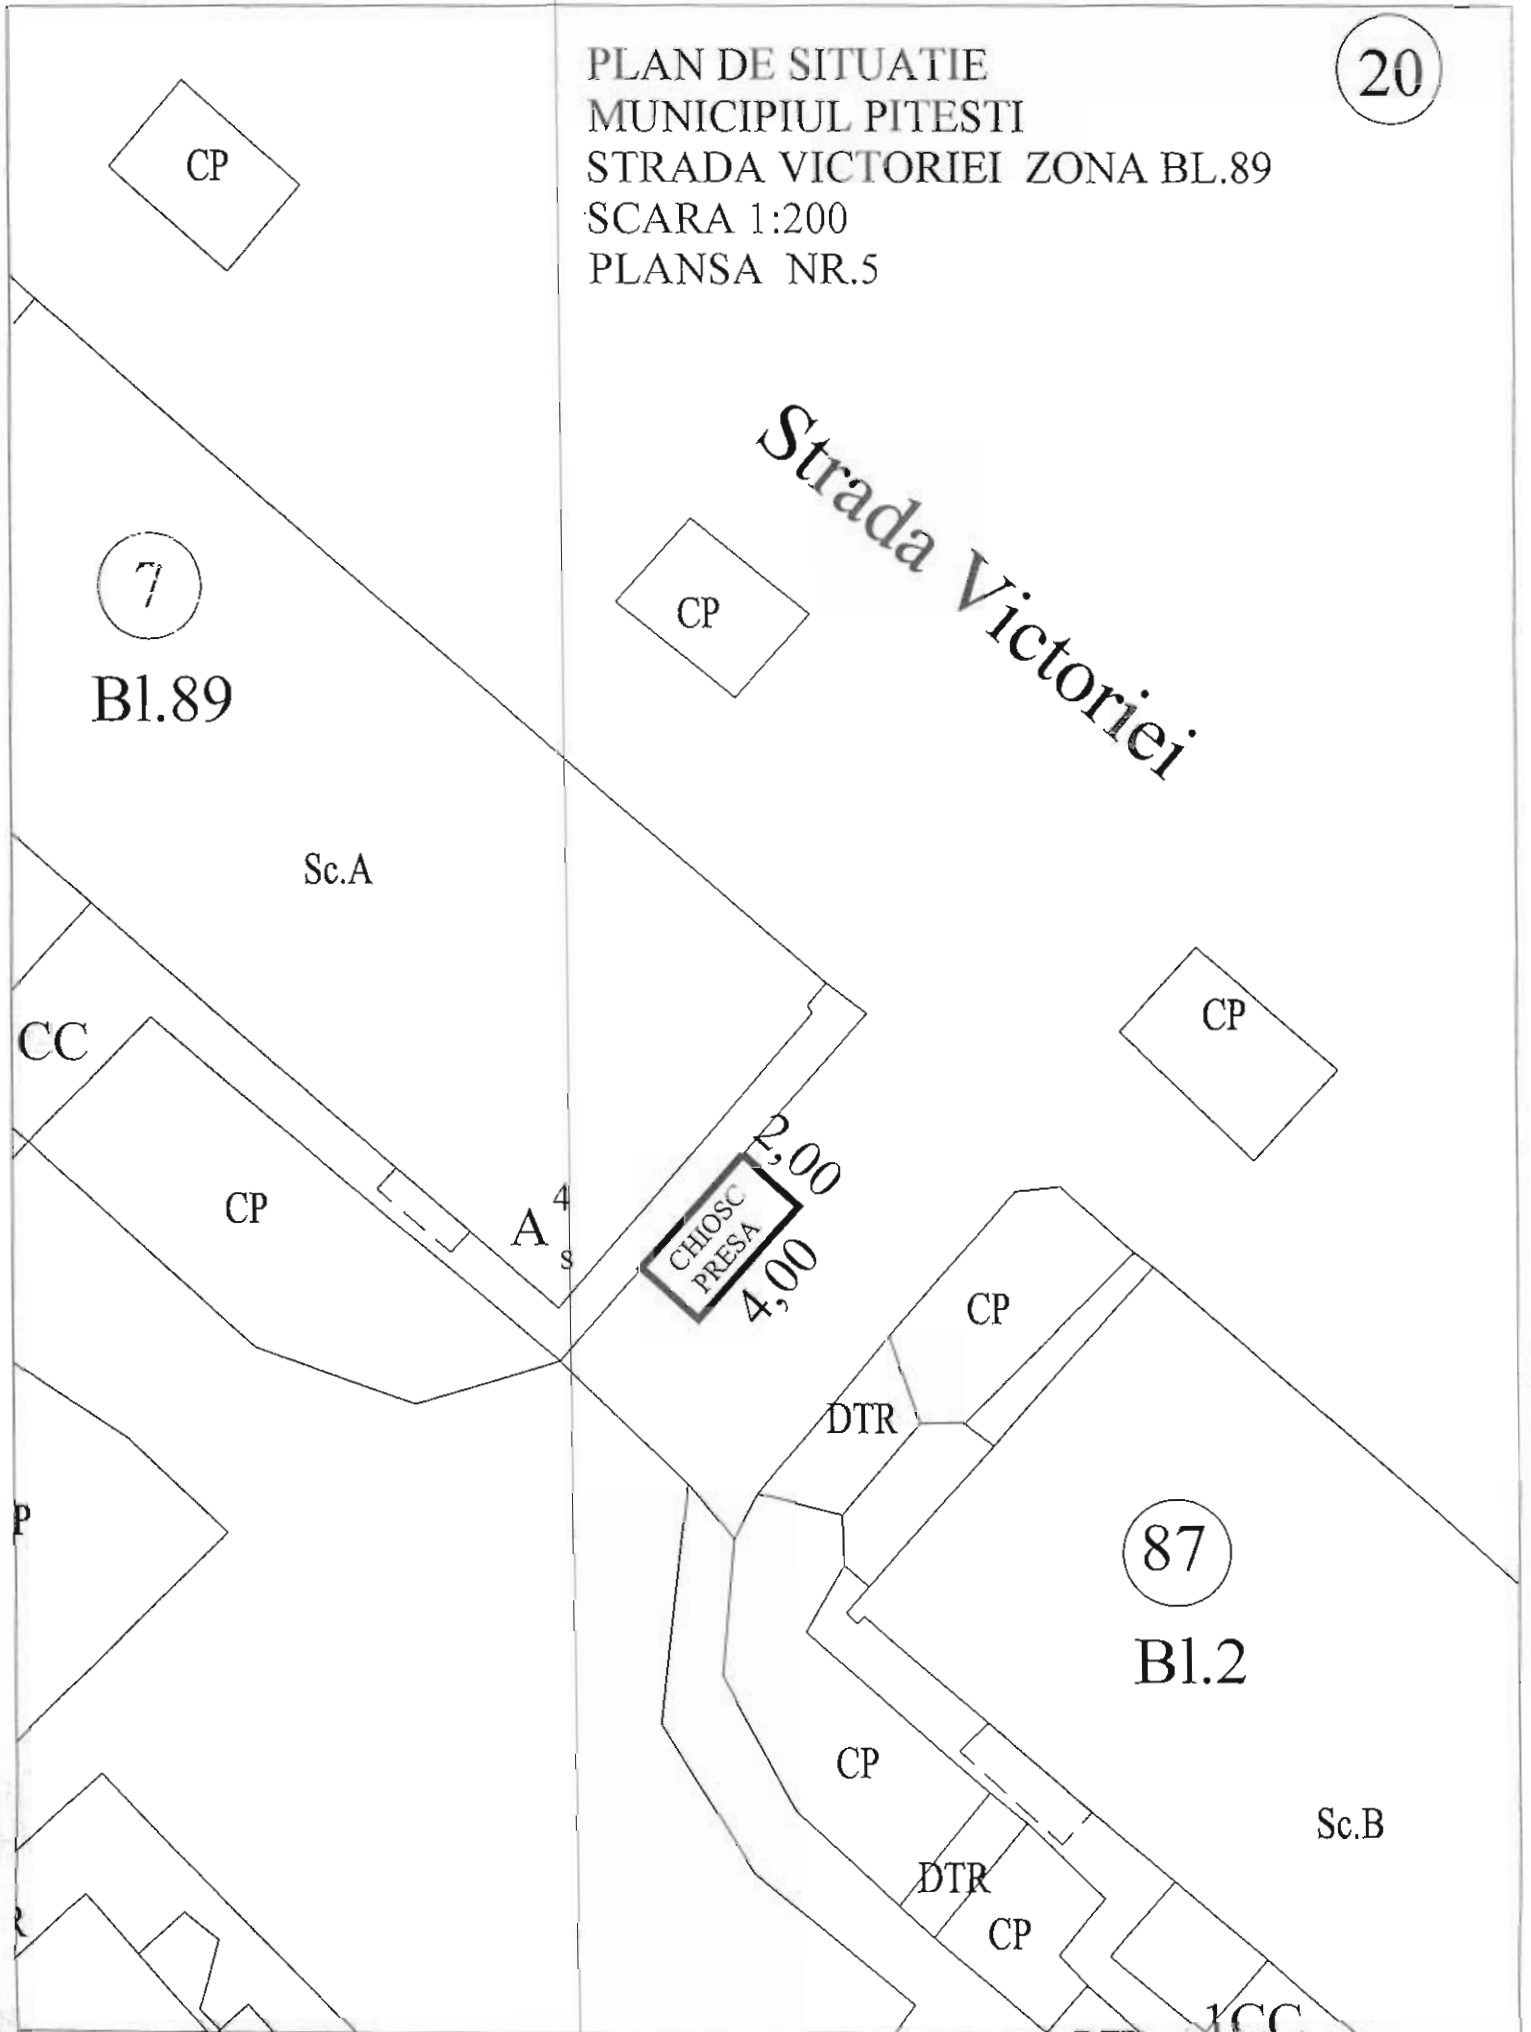 PLAN DE SITUATIE
MUNICIPIUL PITESTI
STRADA VICTORIEI ZONA BL.89
SCARA 1:200
PLANSA NR.5
20
CP
Strada Victoriei
7
Bl.89
CP
Sc.A
CP
CC
CP
A
4
s
2,00
CHIOSC
PRESA
4,00
CP
DTR
P
87
Bl.2
CP
Sc.B
DTR
CP
1CC